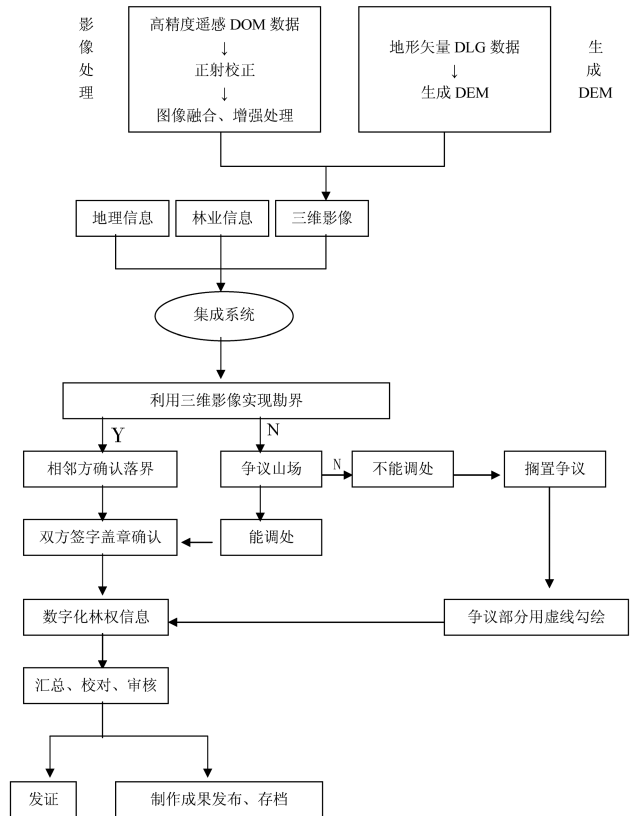 影像处理
高精度遥感 DOM 数据
↓
正射校正
↓
图像融合、增强处理
地形矢量 DLG 数据
↓
生成 DEM
生成 DEM
地理信息
林业信息
三维影像
集成系统
利用三维影像实现勘界
Y
N
相邻方确认落界
争议山场
N
不能调处
搁置争议
双方签字盖章确认
能调处
数字化林权信息
争议部分用虚线勾绘
汇总、校对、审核
发证
制作成果发布、存档